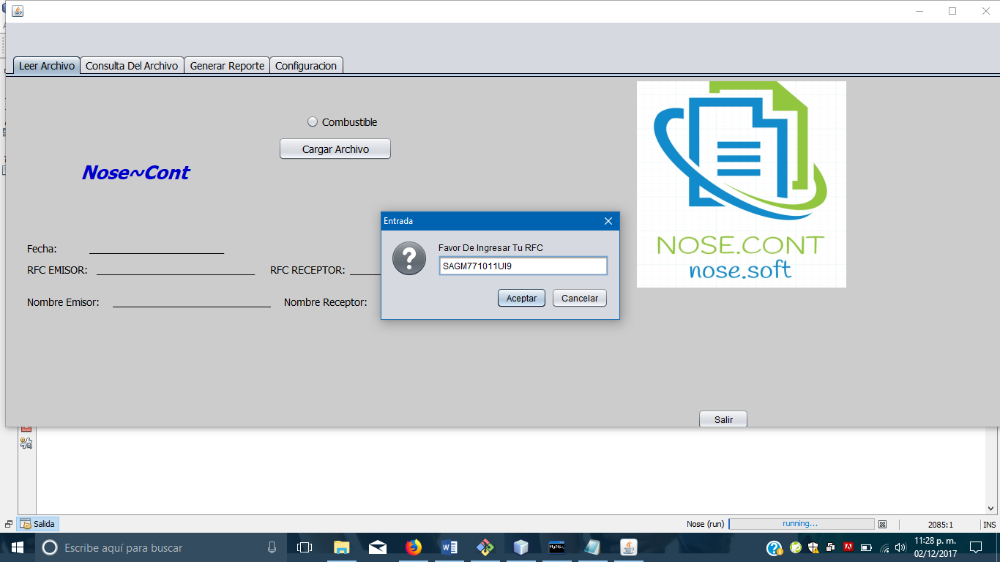 Leer Archivo
Consulta Del Archivo
Generar Reporte
Configuracion
Combustible
Cargar Archivo
Nose~Cont
NOSE.CONT
nose.soft
Entrada
Favor De Ingresar Tu RFC
SAGM771011UI9
Aceptar
Cancelar
Fecha:
RFC EMISOR:
RFC RECEPTOR:
Nombre Emisor:
Nombre Receptor:
Salir
Salida
Nose (run)
running...
2085:1
INS
Escribe aquí para buscar
MySQL
11:28 p. m.
02/12/2017